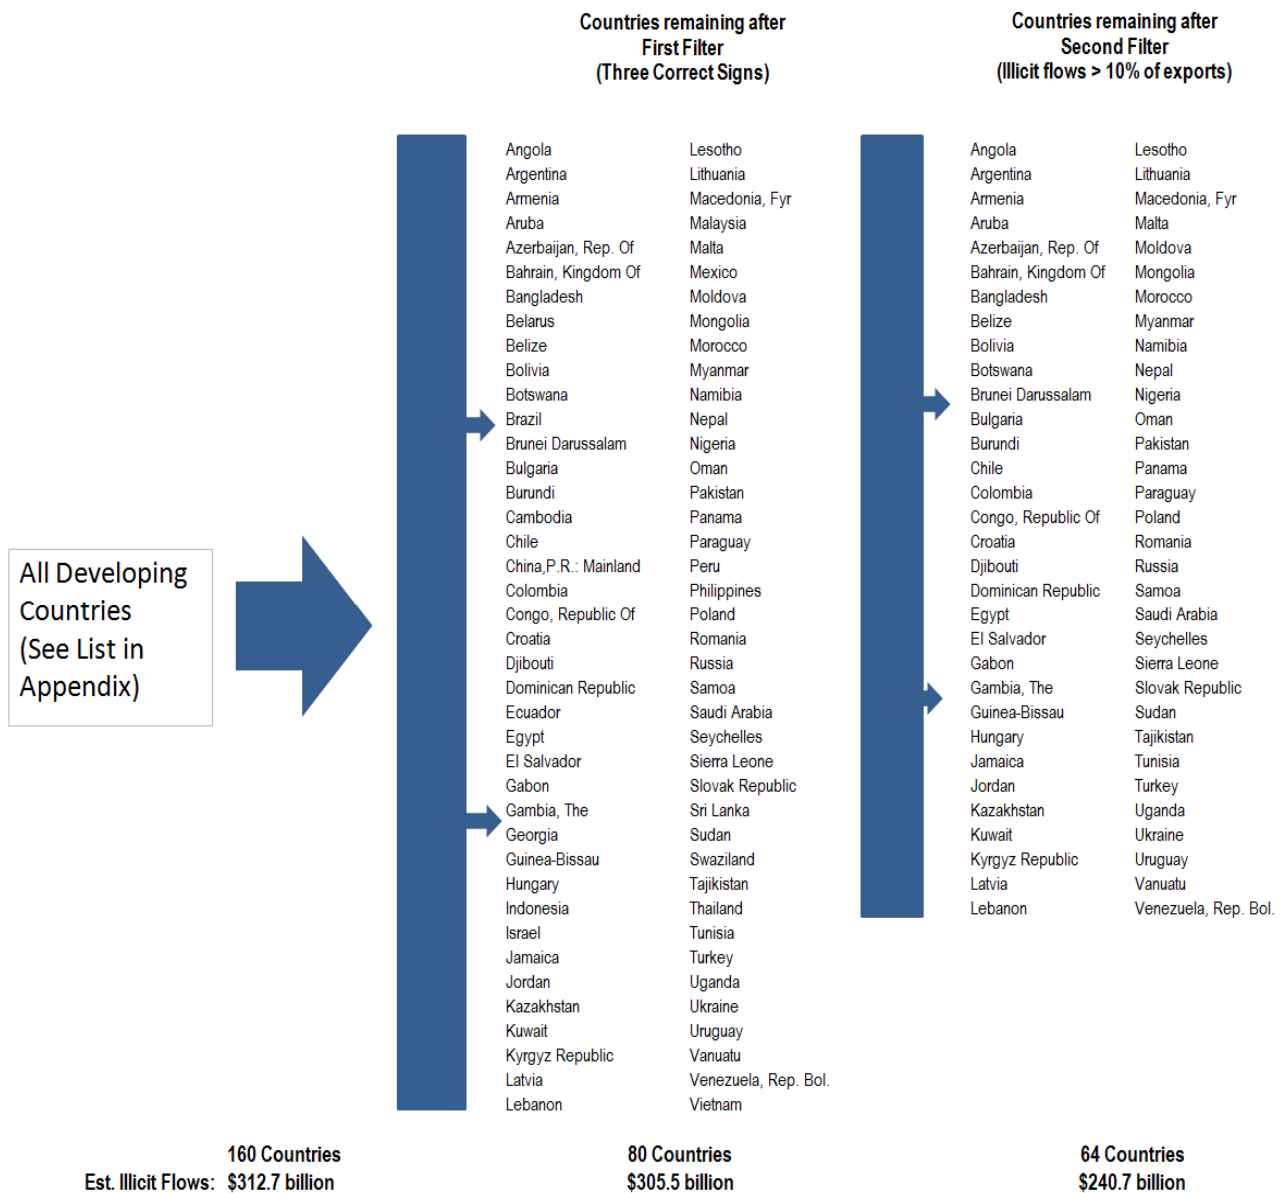 Countries remaining after
First Filter
(Three Correct Signs)
Countries remaining after
Second Filter
(Illicit flows > 10% of exports)
All Developing
Countries
(See List in
Appendix)
Angola
Argentina
Armenia
Aruba
Azerbaijan, Rep. Of
Bahrain, Kingdom Of
Bangladesh
Belarus
Belize
Bolivia
Botswana
Brazil
Brunei Darussalam
Bulgaria
Burundi
Cambodia
Chile
China,P.R.: Mainland
Colombia
Congo, Republic Of
Croatia
Djibouti
Dominican Republic
Ecuador
Egypt
El Salvador
Gabon
Gambia, The
Georgia
Guinea-Bissau
Hungary
Indonesia
Israel
Jamaica
Jordan
Kazakhstan
Kuwait
Kyrgyz Republic
Latvia
Lebanon
Lesotho
Lithuania
Macedonia, Fyr
Malaysia
Malta
Mexico
Moldova
Mongolia
Morocco
Myanmar
Namibia
Nepal
Nigeria
Oman
Pakistan
Panama
Paraguay
Peru
Philippines
Poland
Romania
Russia
Samoa
Saudi Arabia
Seychelles
Sierra Leone
Slovak Republic
Sri Lanka
Sudan
Swaziland
Tajikistan
Thailand
Tunisia
Turkey
Uganda
Ukraine
Uruguay
Vanuatu
Venezuela, Rep. Bol.
Vietnam
Angola
Argentina
Armenia
Aruba
Azerbaijan, Rep. Of
Bahrain, Kingdom Of
Bangladesh
Belize
Bolivia
Botswana
Brunei Darussalam
Bulgaria
Burundi
Chile
Colombia
Congo, Republic Of
Croatia
Djibouti
Dominican Republic
Egypt
El Salvador
Gabon
Gambia, The
Guinea-Bissau
Hungary
Jamaica
Jordan
Kazakhstan
Kuwait
Kyrgyz Republic
Latvia
Lebanon
Lesotho
Lithuania
Macedonia, Fyr
Malta
Moldova
Mongolia
Morocco
Myanmar
Namibia
Nepal
Nigeria
Oman
Pakistan
Panama
Paraguay
Poland
Romania
Russia
Samoa
Saudi Arabia
Seychelles
Sierra Leone
Slovak Republic
Sudan
Tajikistan
Tunisia
Turkey
Uganda
Ukraine
Uruguay
Vanuatu
Venezuela, Rep. Bol.
160 Countries 80 Countries 64 Countries
Est. Illicit Flows: $312.7 billion $305.5 billion $240.7 billion